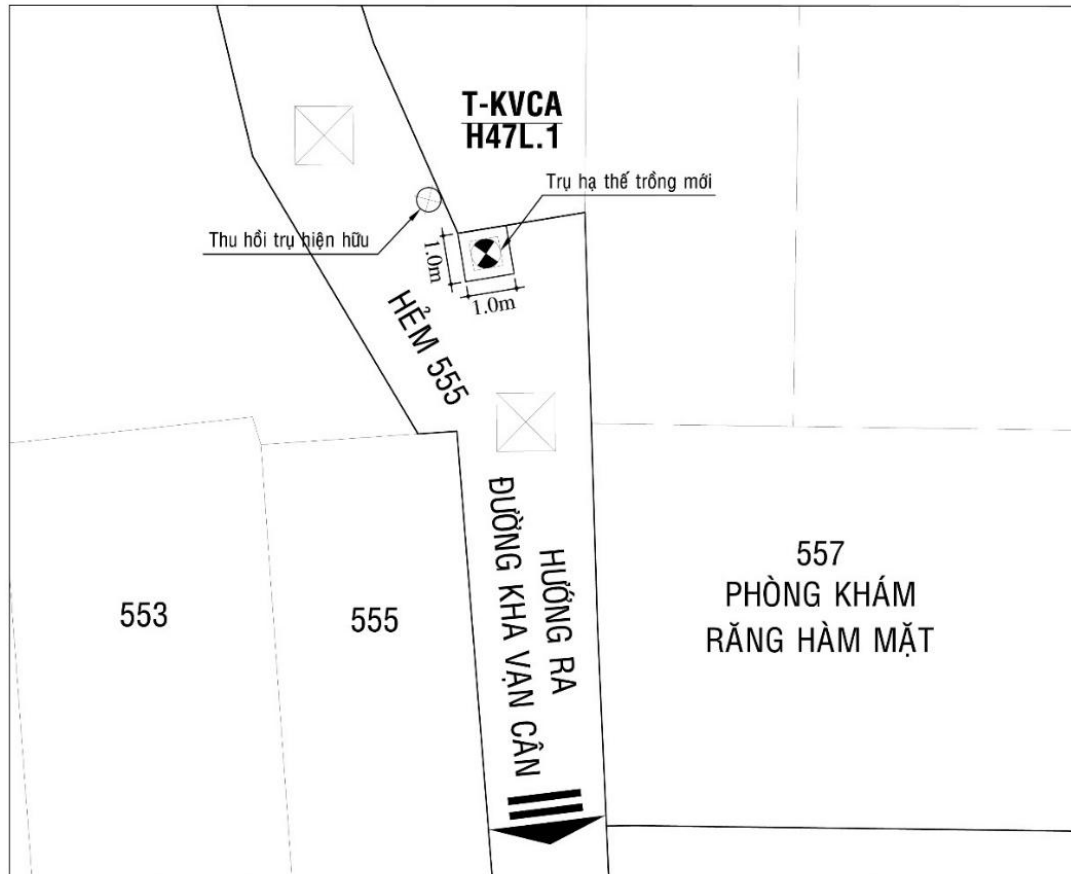 T-KVCA
H47L.1
Trụ hạ thế trồng mới
Thu hồi trụ hiện hữu
1.0m
1.0m
HẺM 555
553
555
HƯỚNG RA
ĐƯỜNG KHA VẠN CÂN
557
PHÒNG KHÁM
RĂNG HÀM MẶT